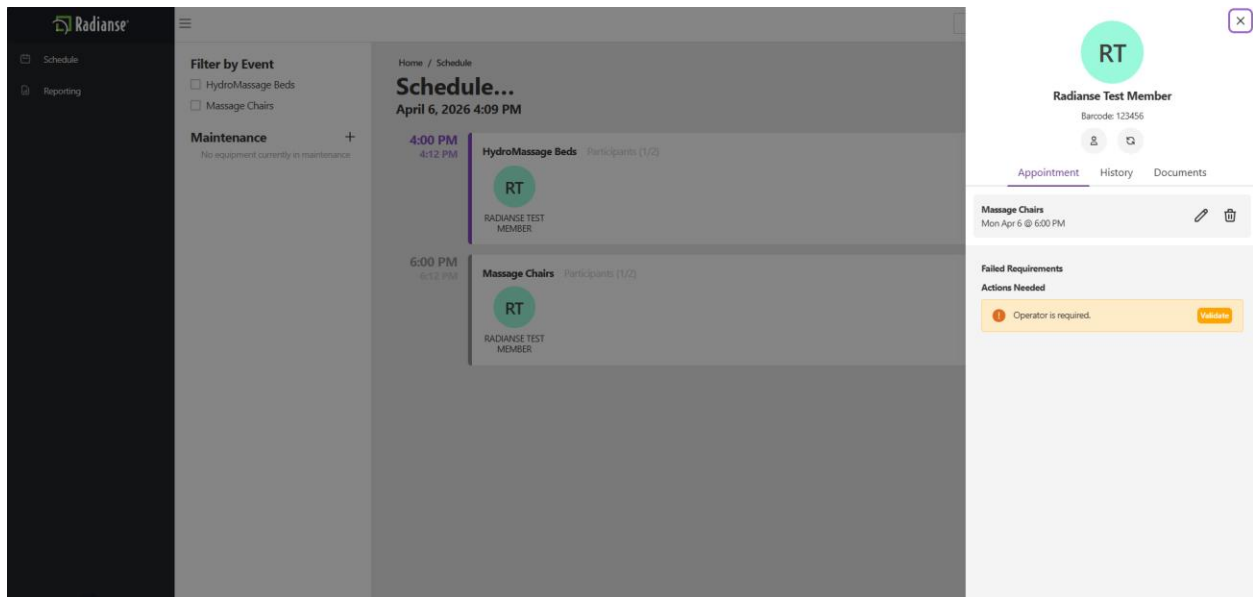 Radianse
Schedule
Reporting
Filter by Event
HydroMassage Beds
Massage Chairs
Maintenance +
No equipment currently in maintenance
Home / Schedule
Schedule...
April 6, 2026 4:09 PM
4:00 PM
4:12 PM
HydroMassage Beds Participants (1/2)
RT
RADIANSE TEST
MEMBER
6:00 PM
6:12 PM
Massage Chairs Participants (1/2)
RT
RADIANSE TEST
MEMBER
RT
Radianse Test Member
Barcode: 123456
Appointment History Documents
Massage Chairs
Mon Apr 6 @ 6:00 PM
Failed Requirements
Actions Needed
Operator is required. Validate